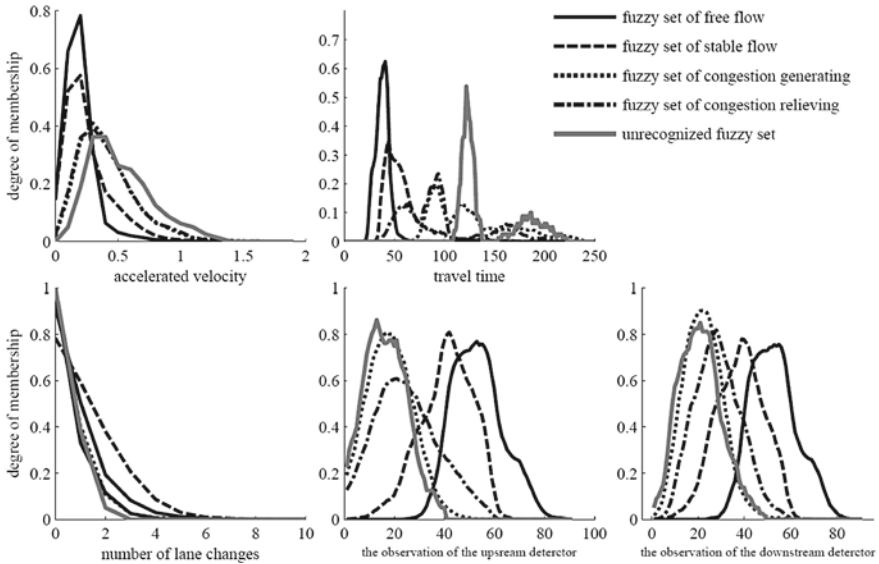 0.8
0.6
0.4
0.2
0
0 0.5 1 1.5 2
degree of membership
accelerated velocity
0.8
0.7
0.6
0.5
0.4
0.3
0.2
0.1
0
0 50 100 150 200 250
travel time
fuzzy set of free flow
fuzzy set of stable flow
fuzzy set of congestion generating
fuzzy set of congestion relieving
unrecognized fuzzy set
1
0.8
0.6
0.4
0.2
0
0 2 4 6 8 10
degree of membership
number of lane changes
1
0.8
0.6
0.4
0.2
0
0 20 40 60 80 100
the observation of the upsream deterctor
1
0.8
0.6
0.4
0.2
0
0 20 40 60 80
the observation of the downstream deterctor